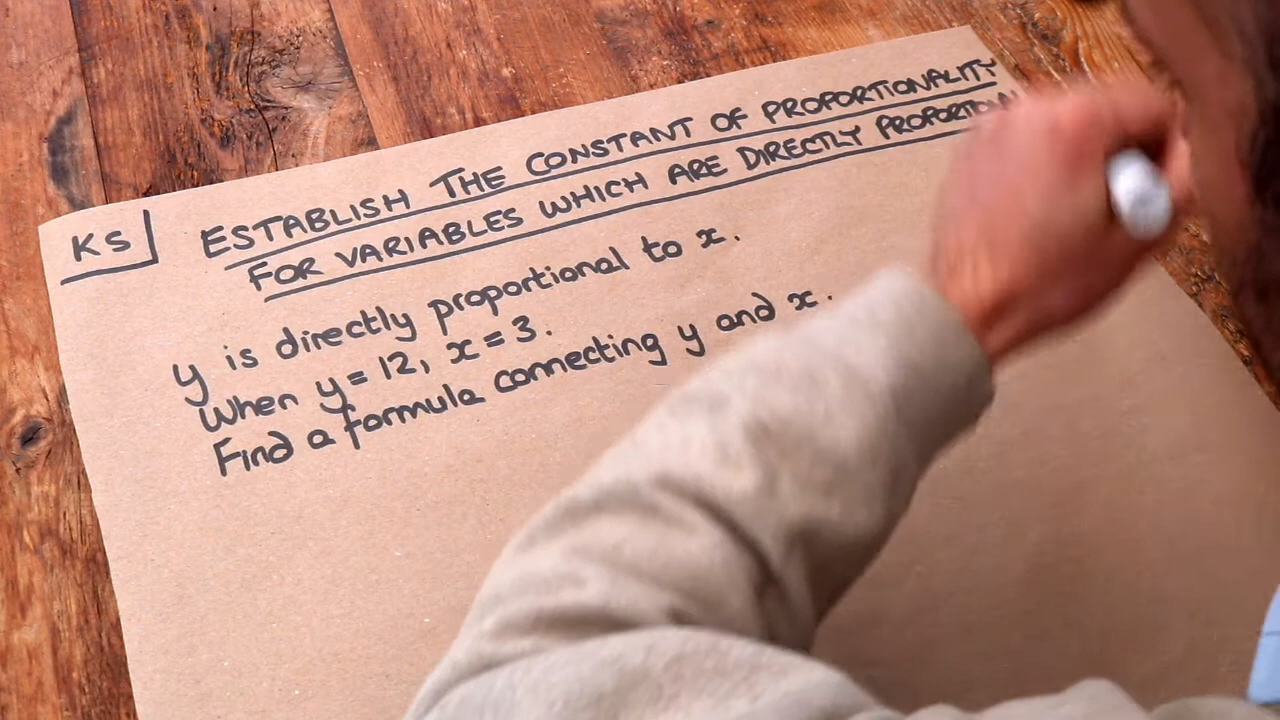 KS
ESTABLISH THE CONSTANT OF PROPORTIONALITY
FOR VARIABLES WHICH ARE DIRECTLY
y is directly proportional to x.
When y = 12, x = 3.
Find a formula connecting y and x.